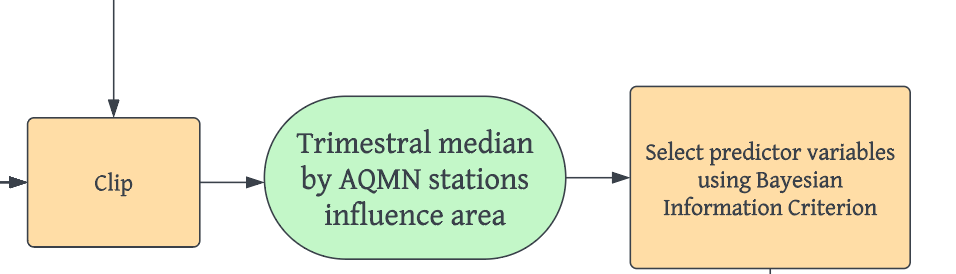 Clip
Trimestral median
by AQMN stations
influence area
Select predictor variables
using Bayesian
Information Criterion